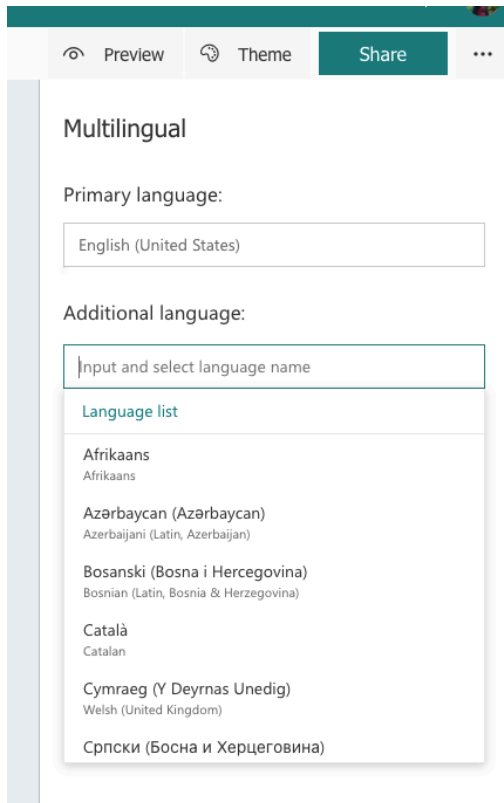 Preview Theme Share ...
Multilingual
Primary language:
English (United States)
Additional language:
Input and select language name
Language list
Afrikaans
Afrikaans
Azərbaycan (Azərbaycan)
Azerbaijani (Latin, Azerbaijan)
Bosanski (Bosna i Hercegovina)
Bosnian (Latin, Bosnia & Herzegovina)
Català
Catalan
Cymraeg (Y Deyrnas Unedig)
Welsh (United Kingdom)
Српски (Босна и Херцеговина)